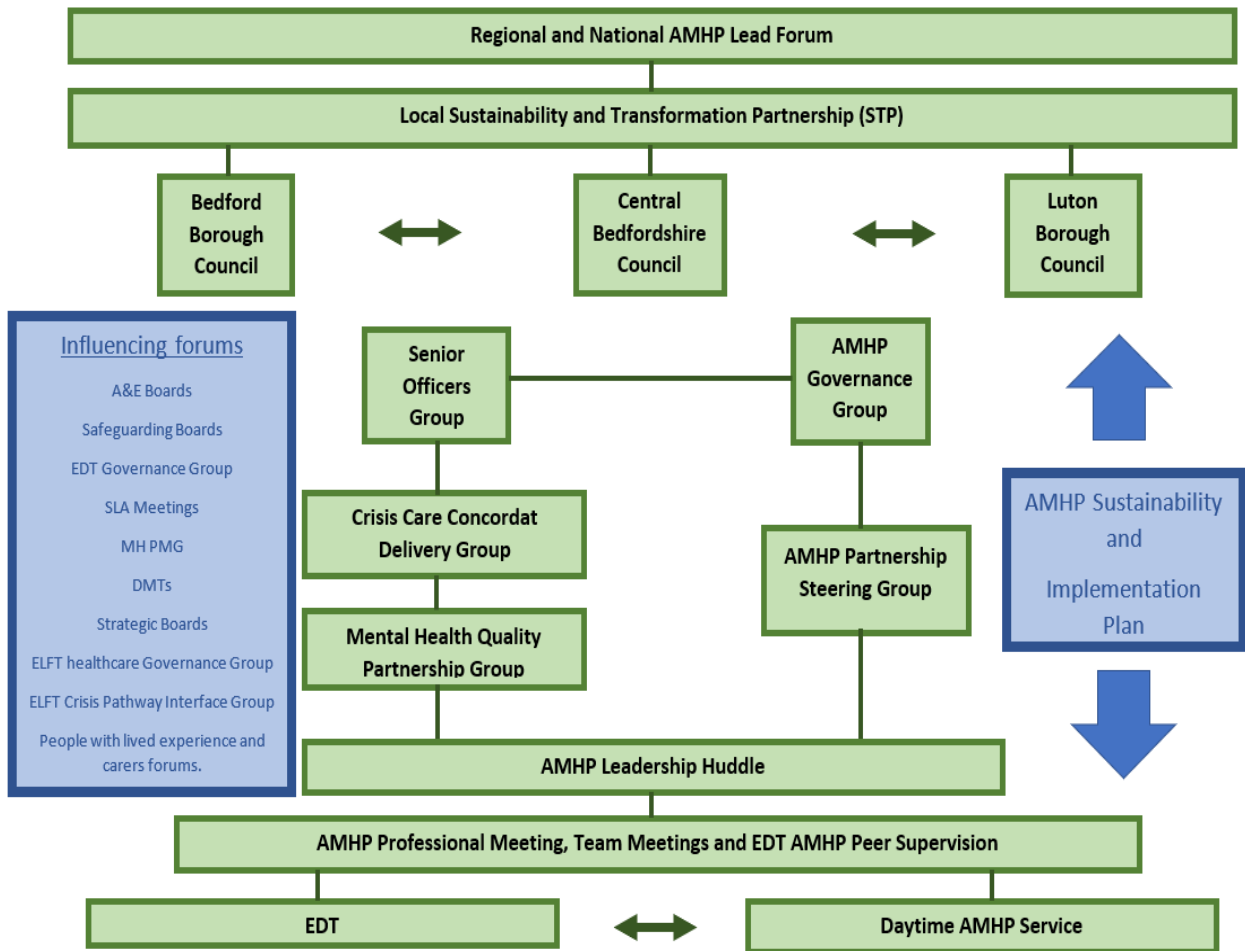 Regional and National AMHP Lead Forum
Local Sustainability and Transformation Partnership (STP)
Bedford
Borough
Council
Central
Bedfordshire
Council
Luton
Borough
Council
Influencing forums
A&E Boards
Safeguarding Boards
EDT Governance Group
SLA Meetings
MH PMG
DMTs
Strategic Boards
ELFT healthcare Governance Group
ELFT Crisis Pathway Interface Group
People with lived experience and
carers forums.
Senior
Officers
Group
AMHP
Governance
Group
Crisis Care Concordat
Delivery Group
AMHP Partnership
Steering Group
Mental Health Quality
Partnership Group
AMHP Sustainability
and
Implementation
Plan
AMHP Leadership Huddle
AMHP Professional Meeting, Team Meetings and EDT AMHP Peer Supervision
EDT
Daytime AMHP Service